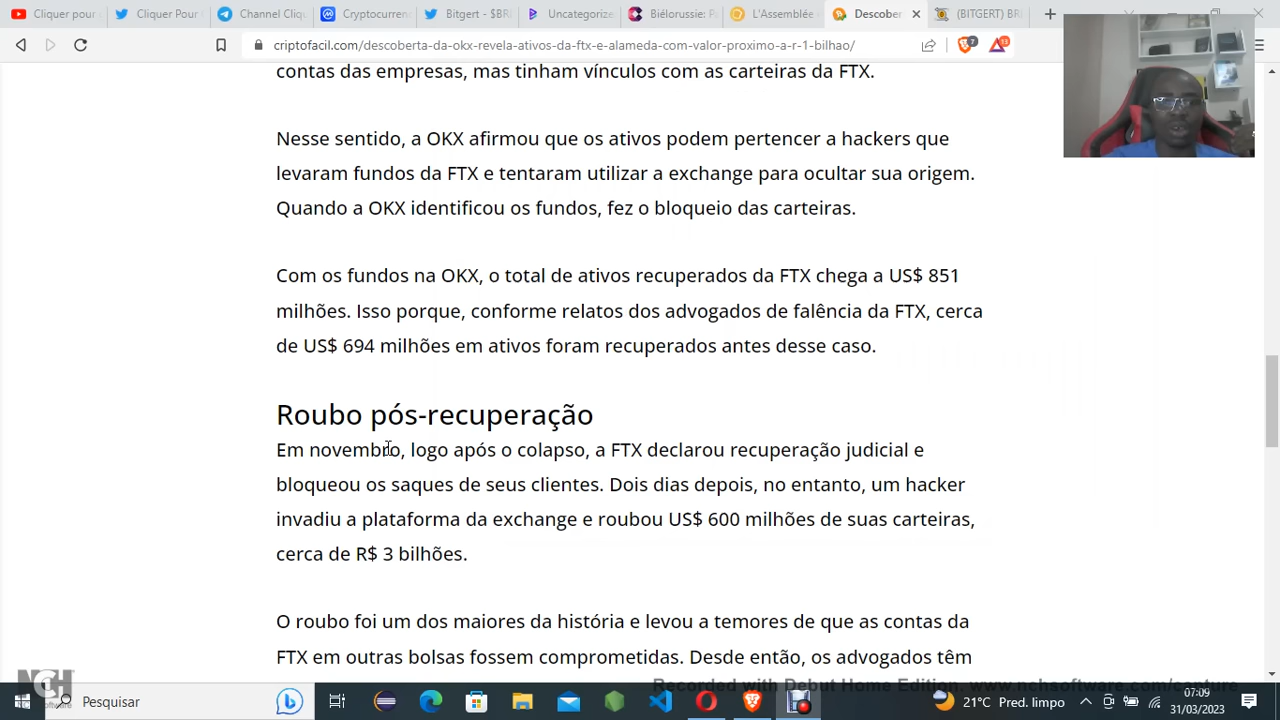 Cliquer pour
Cliquer Pour
Channel Cliqu
Cryptocurren
Bitgert - $BRI
Uncategorize
Biélorussie: Pa
L'Assemblée
Descober
(BITGERT) BR
criptofacil.com/descoberta-da-okx-revela-ativos-da-ftx-e-alameda-com-valor-proximo-a-r-1-bilhao/
7
13
contas das empresas, mas tinham vínculos com as carteiras da FTX.
Nesse sentido, a OKX afirmou que os ativos podem pertencer a hackers que
levaram fundos da FTX e tentaram utilizar a exchange para ocultar sua origem.
Quando a OKX identificou os fundos, fez o bloqueio das carteiras.
Com os fundos na OKX, o total de ativos recuperados da FTX chega a US$ 851
milhões. Isso porque, conforme relatos dos advogados de falência da FTX, cerca
de US$ 694 milhões em ativos foram recuperados antes desse caso.
Roubo pós-recuperação
Em novembro, logo após o colapso, a FTX declarou recuperação judicial e
bloqueou os saques de seus clientes. Dois dias depois, no entanto, um hacker
invadiu a plataforma da exchange e roubou US$ 600 milhões de suas carteiras,
cerca de R$ 3 bilhões.
O roubo foi um dos maiores da história e levou a temores de que as contas da
FTX em outras bolsas fossem comprometidas. Desde então, os advogados têm
Recorded with Debut Home Edition. www.nchsoftware.com/capture
NCH
Software
Pesquisar
21°C Pred. limpo
07:09
31/03/2023